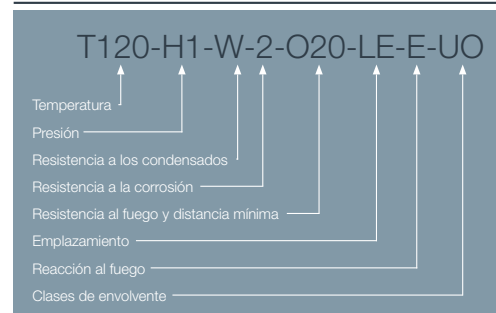 T120-H1-W-2-O20-LE-E-UO
Temperatura
Presión
Resistencia a los condensados
Resistencia a la corrosión
Resistencia al fuego y distancia mínima
Emplazamiento
Reacción al fuego
Clases de envolvente